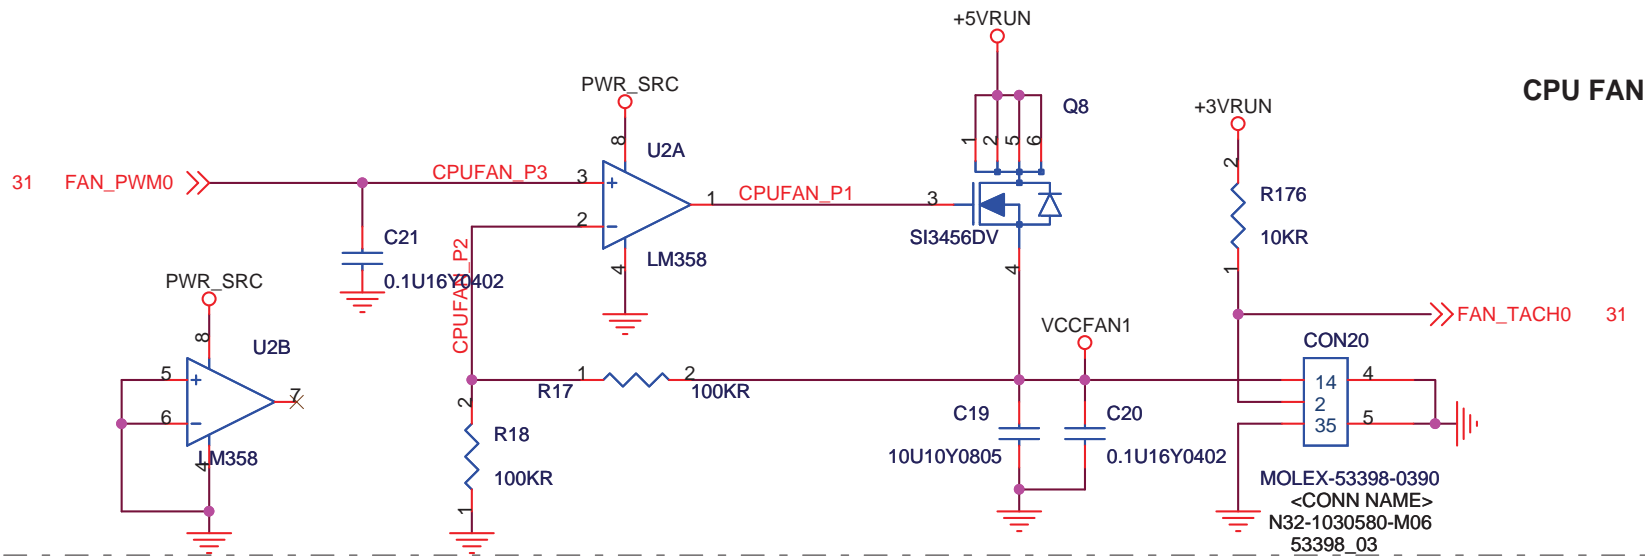 +5VRUN
CPU FAN
PWR_SRC
+3VRUN
Q8
1
2
5
6
8
U2A
2
31 FAN_PWM0
CPUFAN_P3
3
+
1
CPUFAN_P1
3
R176
10KR
2
-
SI3456DV
C21
0.1U16Y0402
CPUFAN_P2
LM358
4
4
1
PWR_SRC
8
U2B
VCCFAN1
FAN_TACH0 31
CON20
5
+
6
-
7
LM358
4
1
R17
2
100KR
14
4
2
35
5
2
R18
100KR
1
C19
10U10Y0805
C20
0.1U16Y0402
MOLEX-53398-0390
<CONN NAME>
N32-1030580-M06
53398_03